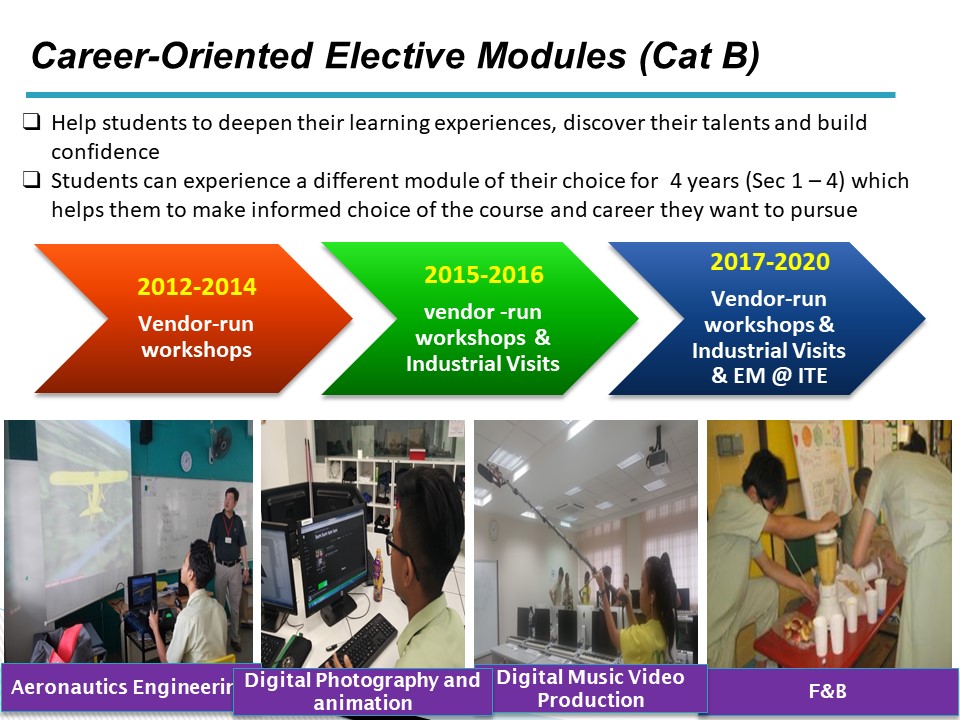 Career-Oriented Elective Modules (Cat B)
❑ Help students to deepen their learning experiences, discover their talents and build
confidence
❑ Students can experience a different module of their choice for  4 years (Sec 1 – 4) which
helps them to make informed choice of the course and career they want to pursue
2012-2014
Vendor-run
workshops
2015-2016
vendor -run
workshops &
Industrial Visits
2017-2020
Vendor-run
workshops &
Industrial Visits
& EM @ ITE
Aeronautics Engineerin
Digital Photography and
animation
Digital Music Video
Production
F&B